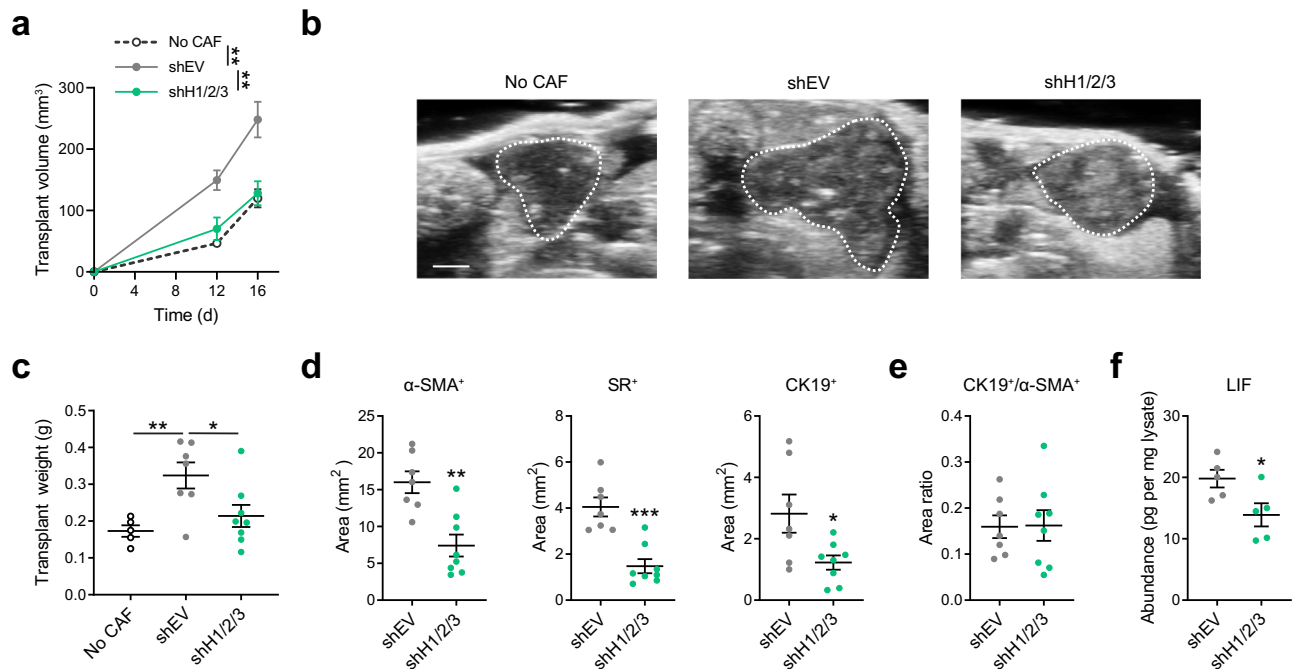 a
No CAF
shEV
shH1/2/3
**
**
Transplant volume (mm³)
300
200
100
0
0 4 8 12 16
Time (d)
b
No CAF
shEV
shH1/2/3
c
Transplant weight (g)
0.5
0.4
0.3
0.2
0.1
0.0
** *
No CAF
shEV
shH1/2/3
d
α-SMA⁺
Area (mm²)
25
20
15
10
5
0
**
shEV
shH1/2/3
SR⁺
Area (mm²)
8
6
4
2
0
***
shEV
shH1/2/3
CK19⁺
Area (mm²)
6
4
2
0
*
shEV
shH1/2/3
e
CK19⁺/α-SMA⁺
Area ratio
0.4
0.3
0.2
0.1
0.0
shEV
shH1/2/3
f
LIF
Abundance (pg per mg lysate)
30
20
10
0
*
shEV
shH1/2/3